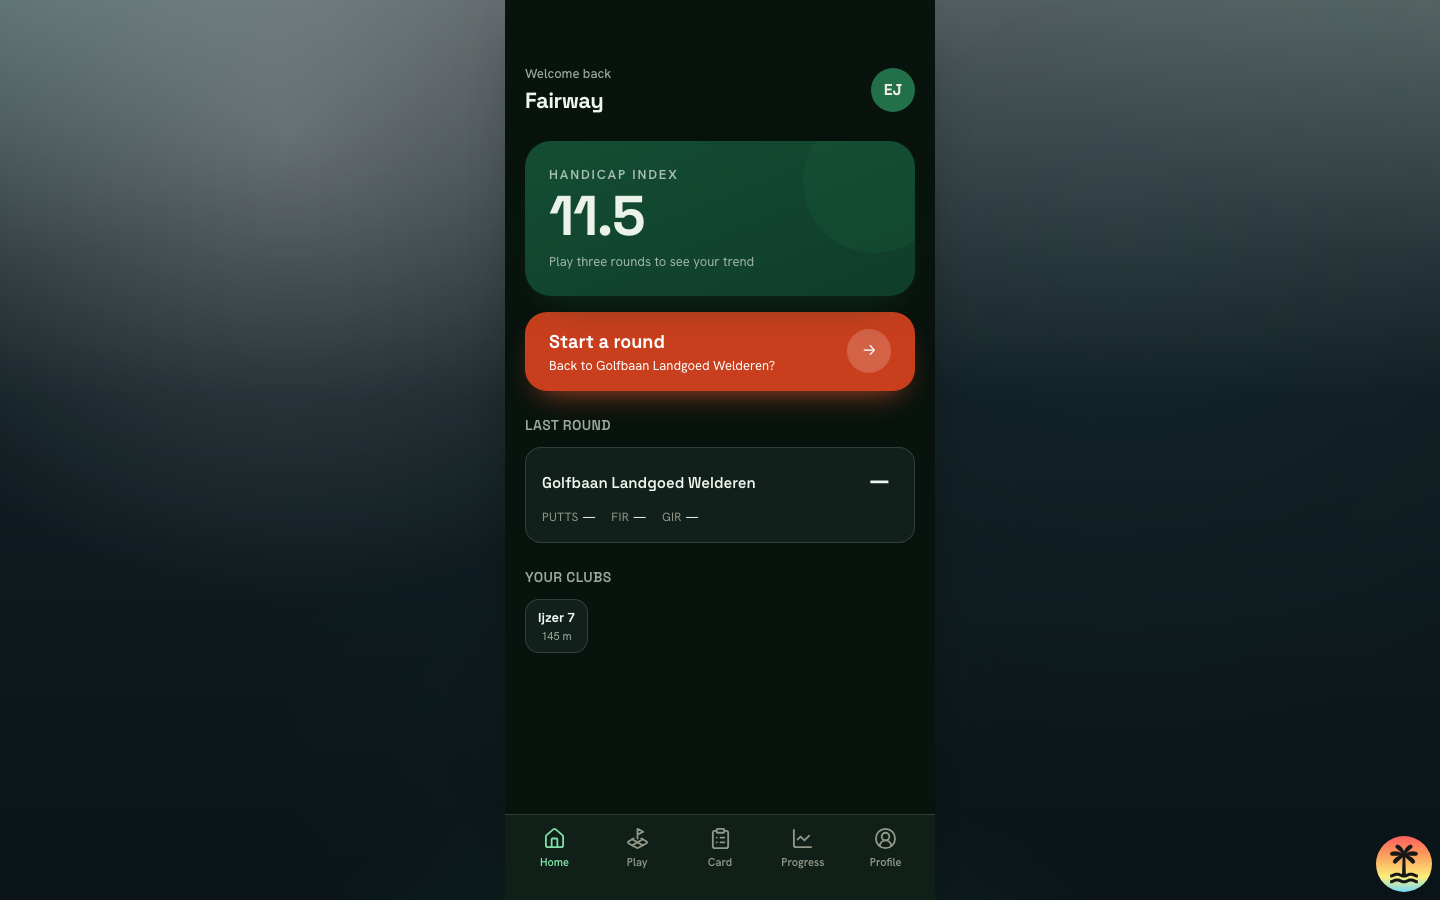 Welcome back
Fairway
EJ
HANDICAP INDEX
11.5
Play three rounds to see your trend
Start a round
Back to Golfbaan Landgoed Welderen?
LAST ROUND
Golfbaan Landgoed Welderen —
PUTTS — FIR — GIR —
YOUR CLUBS
Ijzer 7
145 m
Home Play Card Progress Profile